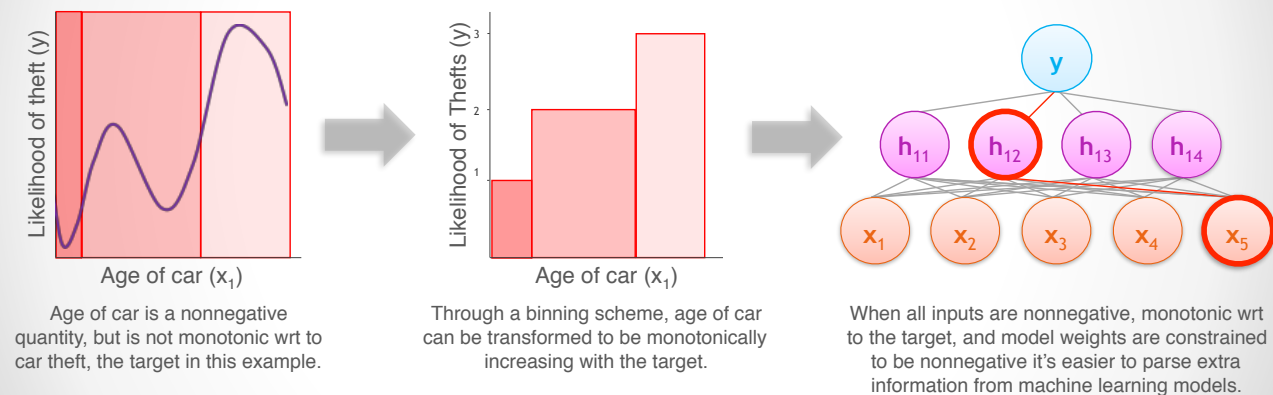 Likelihood of theft (y)
Age of car (x₁)
Age of car is a nonnegative
quantity, but is not monotonic wrt to
car theft, the target in this example.
Likelihood of Thefts (y)
3
2
1
Age of car (x₁)
Through a binning scheme, age of car
can be transformed to be monotonically
increasing with the target.
y
h₁₁ h₁₂ h₁₃ h₁₄
x₁ x₂ x₃ x₄ x₅
When all inputs are nonnegative, monotonic wrt
to the target, and model weights are constrained
to be nonnegative it's easier to parse extra
information from machine learning models.